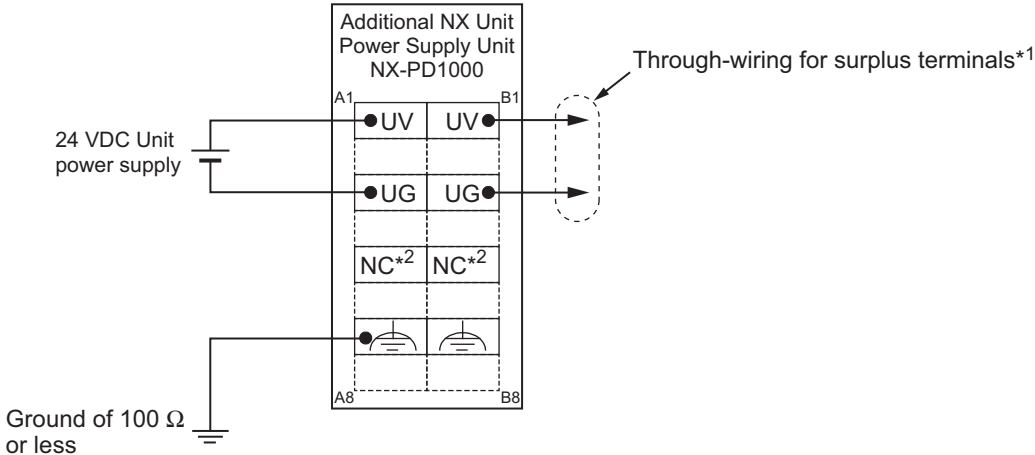 Additional NX Unit
Power Supply Unit
NX-PD1000
Through-wiring for surplus terminals*1
A1 B1
24 VDC Unit
power supply
UV UV
UG UG
NC*2 NC*2
A8 B8
Ground of 100 Ω
or less